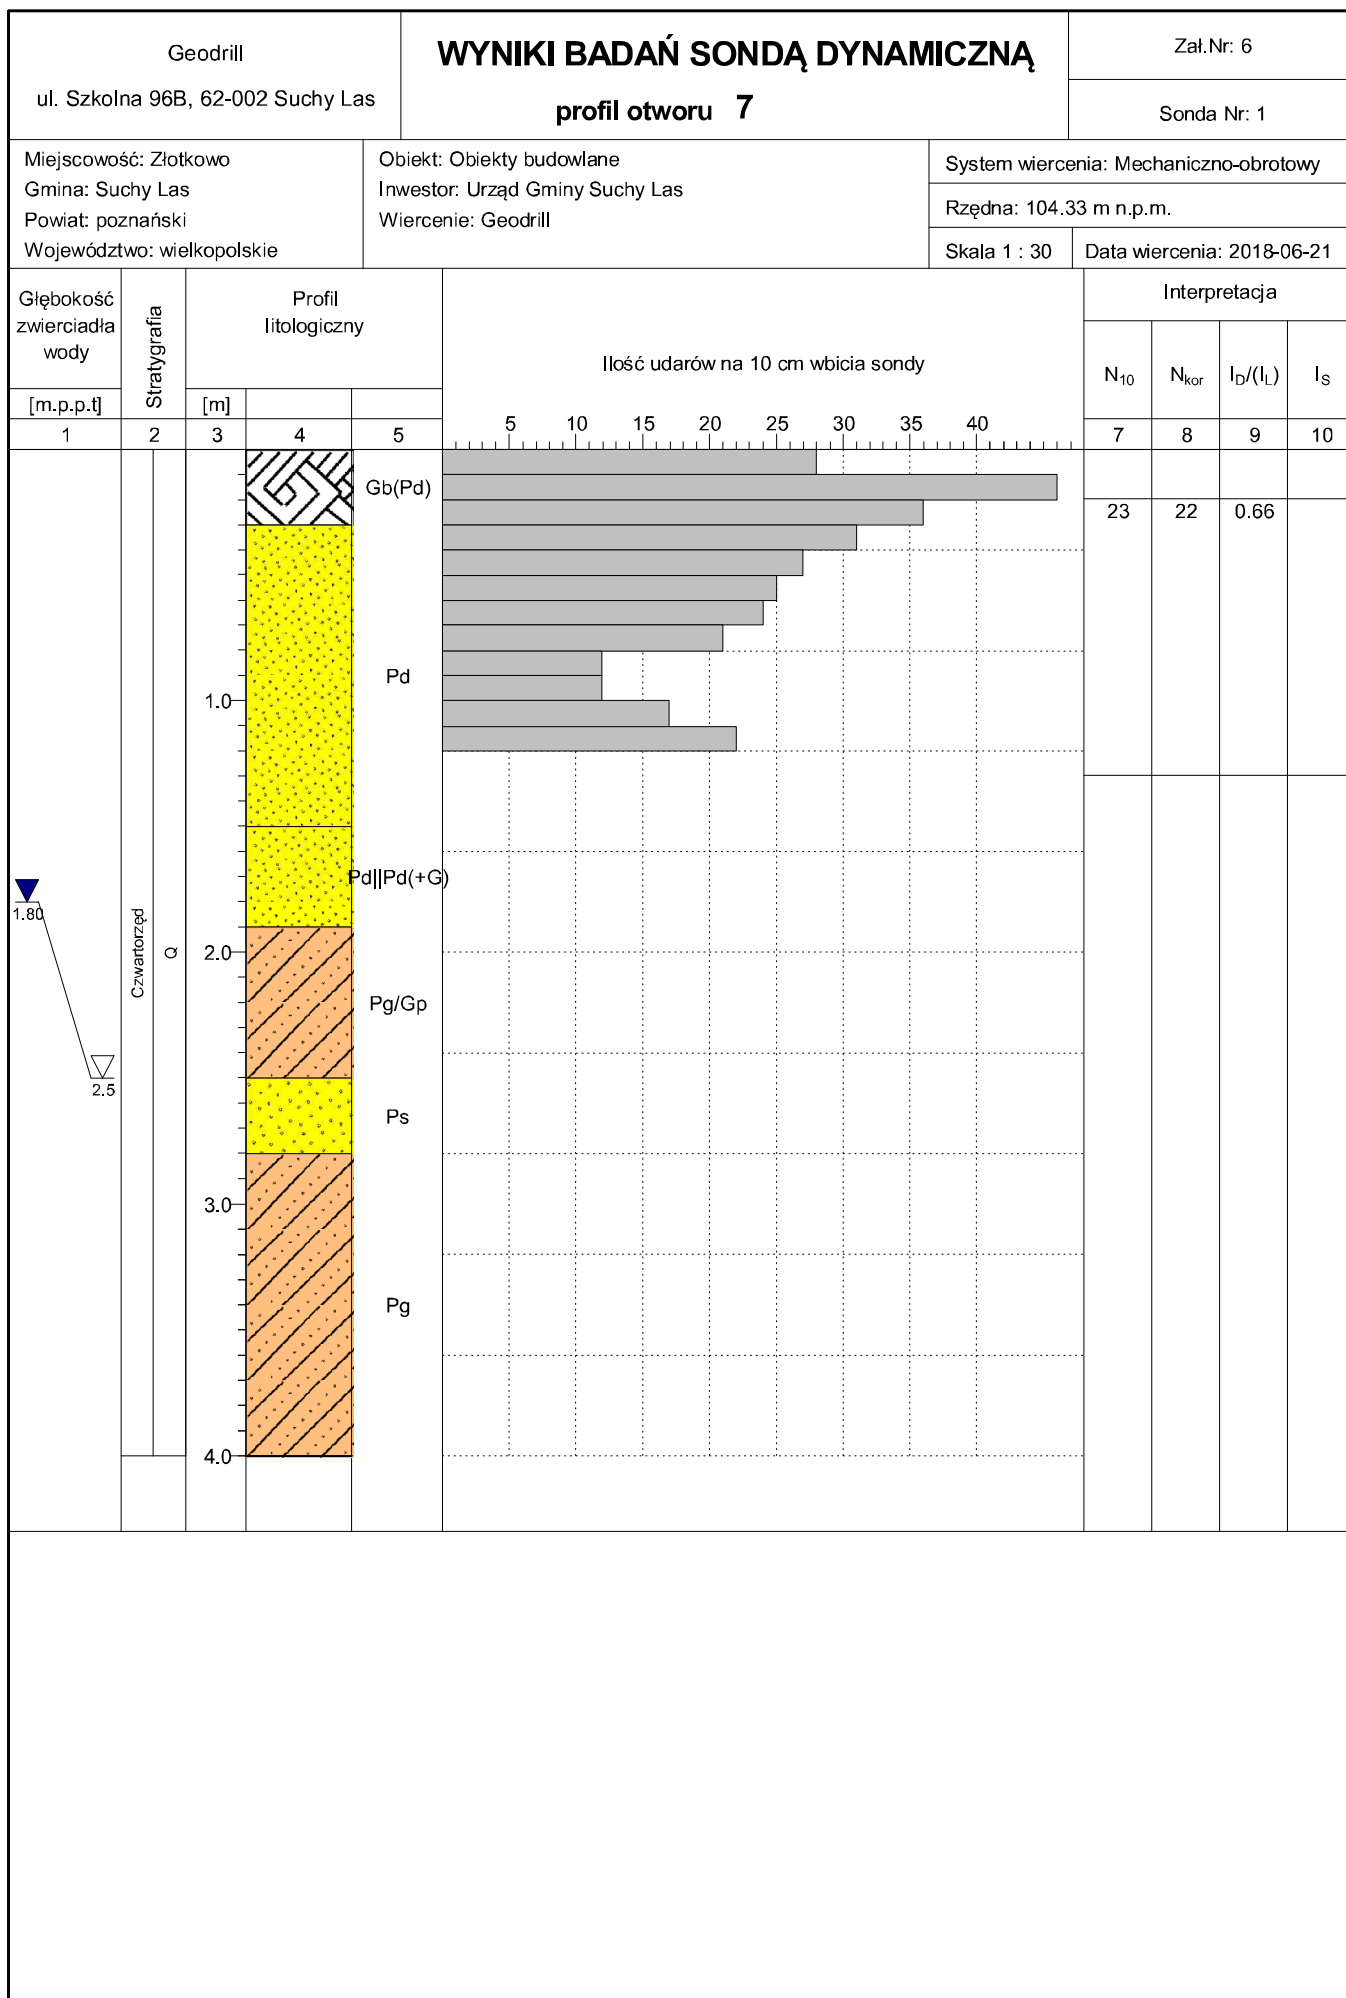 Geodrill
ul. Szkolna 96B, 62-002 Suchy Las
WYNIKI BADAŃ SONDĄ DYNAMICZNĄ
profil otworu 7
Zał.Nr: 6
Sonda Nr: 1
Miejscowość: Złotkowo
Gmina: Suchy Las
Powiat: poznański
Województwo: wielkopolskie
Obiekt: Obiekty budowlane
Inwestor: Urząd Gminy Suchy Las
Wiercenie: Geodrill
System wiercenia: Mechaniczno-obrotowy
Rzędna: 104.33 m n.p.m.
Skala 1 : 30
Data wiercenia: 2018-06-21
Głębokość
zwierciadła
wody
[m.p.p.t]
Stratygrafia
Profil
litologiczny
[m]
Ilość udarów na 10 cm wbicia sondy
5 10 15 20 25 30 35 40
Interpretacja
N10 Nkor ID/(IL) IS
1 2 3 4 5 7 8 9 10
Gb(Pd)
23 22 0.66
Pd
1.0
Pd||Pd(+G)
1.80
Czwartorzęd
Q
2.0
Pg/Gp
2.5
Ps
3.0
Pg
4.0